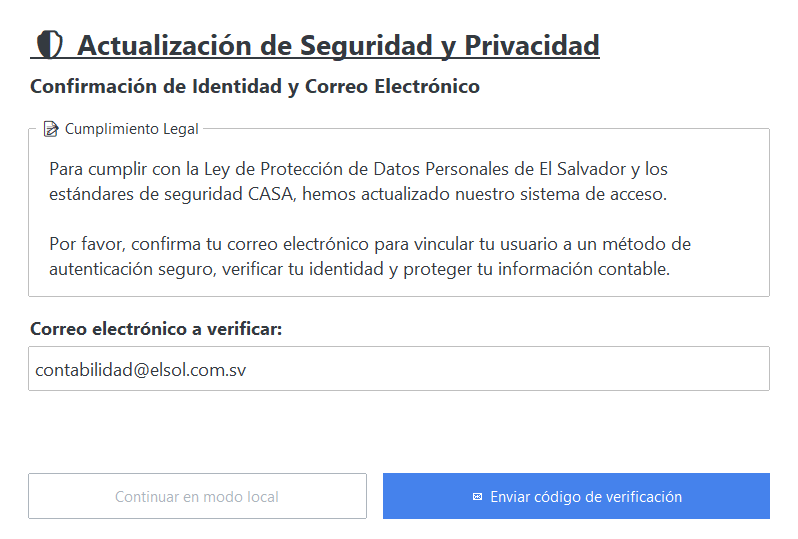 Actualización de Seguridad y Privacidad
Confirmación de Identidad y Correo Electrónico
Cumplimiento Legal
Para cumplir con la Ley de Protección de Datos Personales de El Salvador y los
estándares de seguridad CASA, hemos actualizado nuestro sistema de acceso.
Por favor, confirma tu correo electrónico para vincular tu usuario a un método de
autenticación seguro, verificar tu identidad y proteger tu información contable.
Correo electrónico a verificar:
contabilidad@elsol.com.sv
Continuar en modo local
Enviar código de verificación